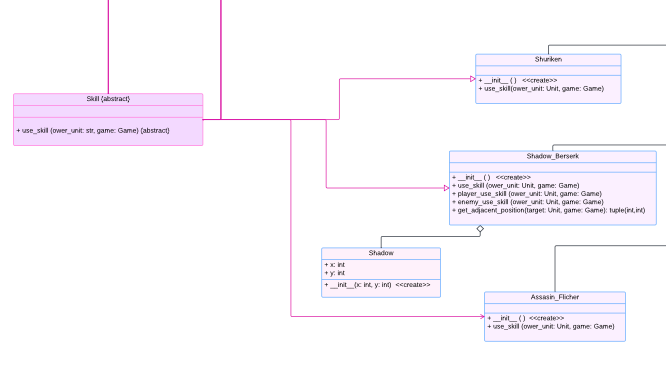 Skill {abstract}
+ use_skill (ower_unit: str, game: Game) {abstract}
Shuriken
+ __init__ ( ) <<create>>
+ use_skill(ower_unit: Unit, game: Game)
Shadow_Berserk
+ __init__ ( ) <<create>>
+ use_skill (ower_unit: Unit, game: Game)
+ player_use_skill (ower_unit: Unit, game: Game)
+ enemy_use_skill (ower_unit: Unit, game: Game)
+ get_adjacent_position(target: Unit, game: Game): tuple(int,int)
Shadow
+ x: int
+ y: int
+ __init__(x: int, y: int) <<create>>
Assasin_Flicher
+ __init__ ( ) <<create>>
+ use_skill (ower_unit: Unit, game: Game)